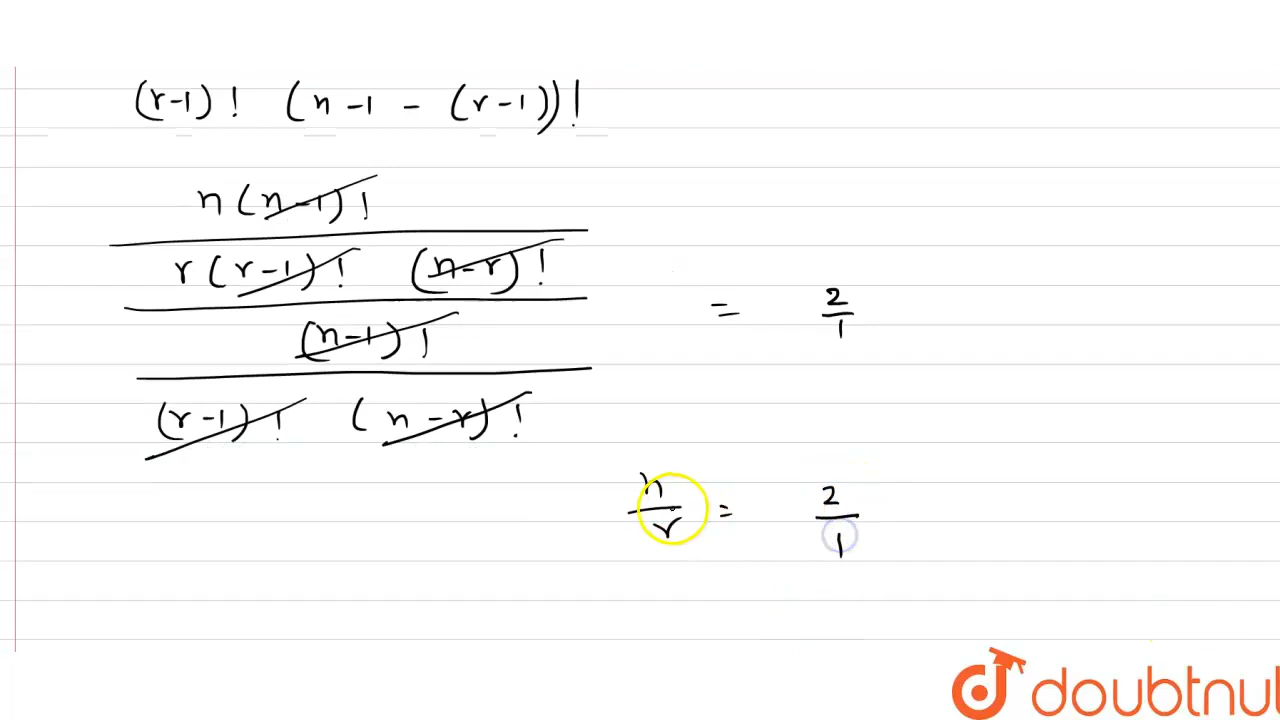 (r-1)! (n-1-(r-1))!
n(n-1)!
r(r-1)! (n-r)!
(n-1)!
= 2/1
(r-1)! (n-r)!
n/r = 2/1
doubtnut